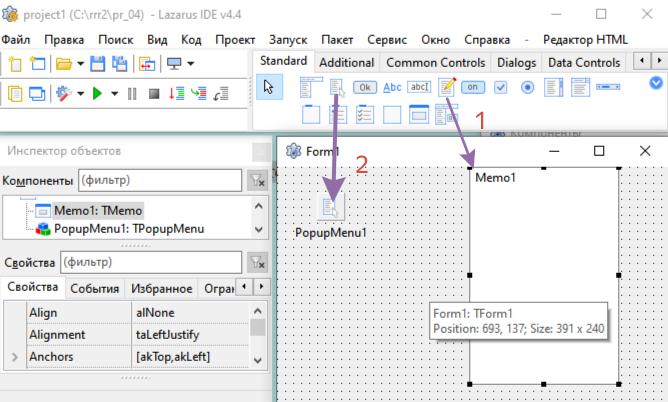 project1 (C:\rrr2\pr_04) - Lazarus IDE v4.4
Файл Правка Поиск Вид Код Проект Запуск Пакет Сервис Окно Справка - Редактор HTML
Standard Additional Common Controls Dialogs Data Controls
Ok Abc abcI on
1
Инспектор объектов
Form1
2
Компоненты (фильтр)
Memo1
Memo1: TMemo
PopupMenu1: TPopupMenu
PopupMenu1
Свойства (фильтр)
Свойства События Избранное Огран
Align alNone
Alignment taLeftJustify
Anchors [akTop,akLeft]
Form1: TForm1
Position: 693, 137; Size: 391 x 240